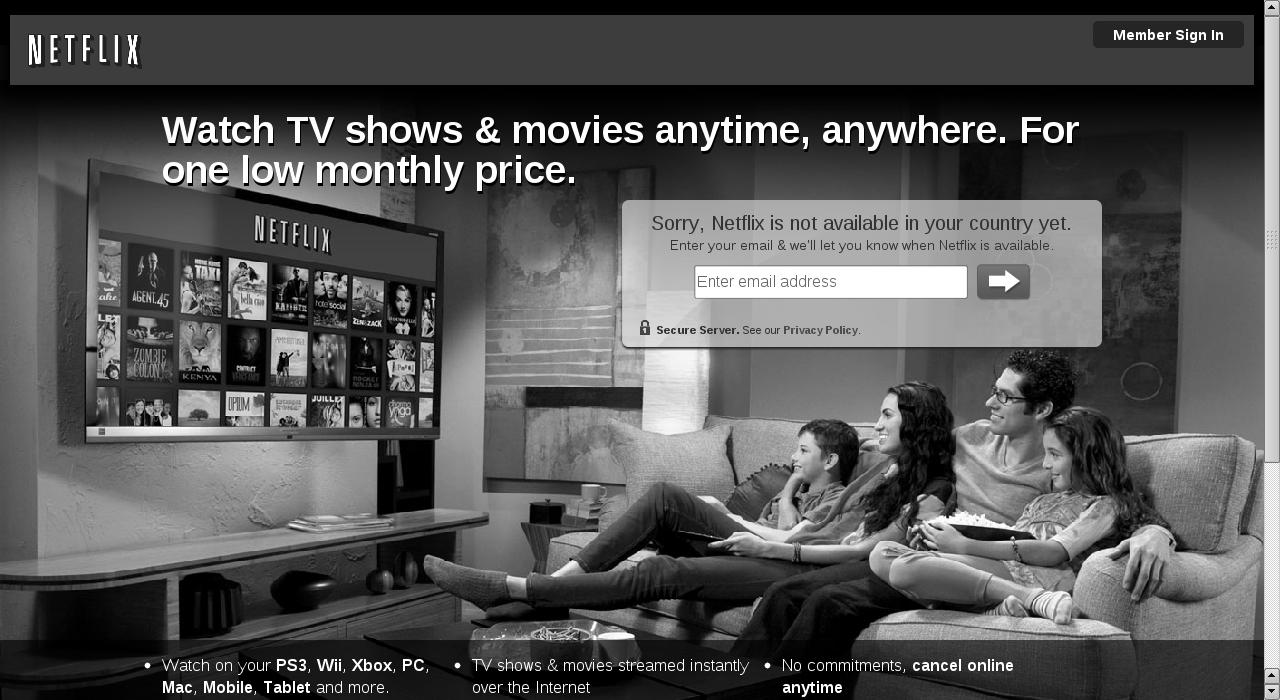 NETFLIX
Member Sign In
Watch TV shows & movies anytime, anywhere. For
one low monthly price.
NETFLIX
Sorry, Netflix is not available in your country yet.
Enter your email & we'll let you know when Netflix is available.
Enter email address
Secure Server. See our Privacy Policy.
AGENT.45
bella ciao
hate social
ZEN&ZACK
ZOMBIE
COLONY
KENYA
OPIUM
• Watch on your PS3, Wii, Xbox, PC,
Mac, Mobile, Tablet and more.
• TV shows & movies streamed instantly
over the Internet
• No commitments, cancel online
anytime